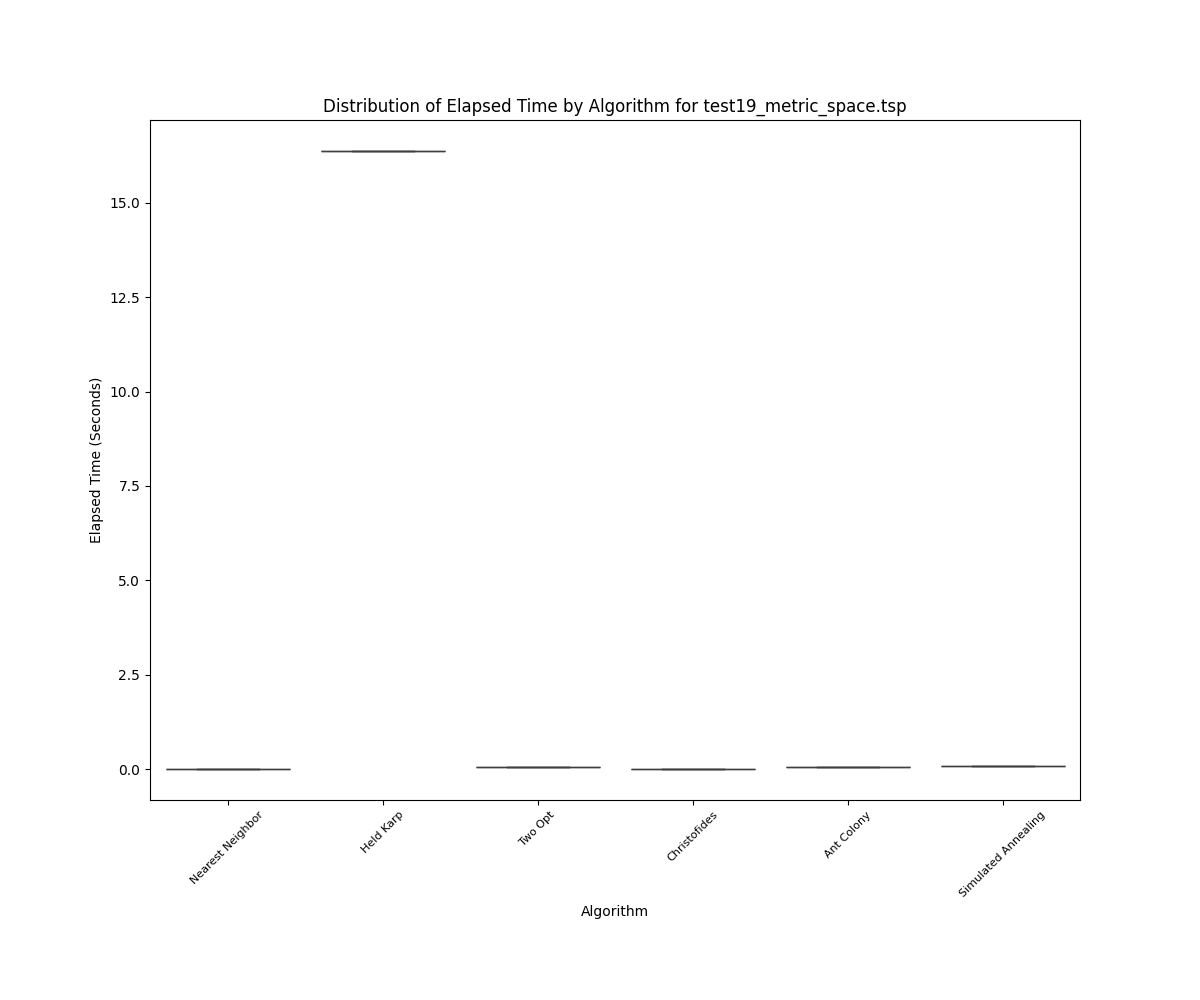 Distribution of Elapsed Time by Algorithm for test19_metric_space.tsp
Elapsed Time (Seconds)
15.0
12.5
10.0
7.5
5.0
2.5
0.0
Nearest Neighbor
Held Karp
Two Opt
Christofides
Ant Colony
Simulated Annealing
Algorithm